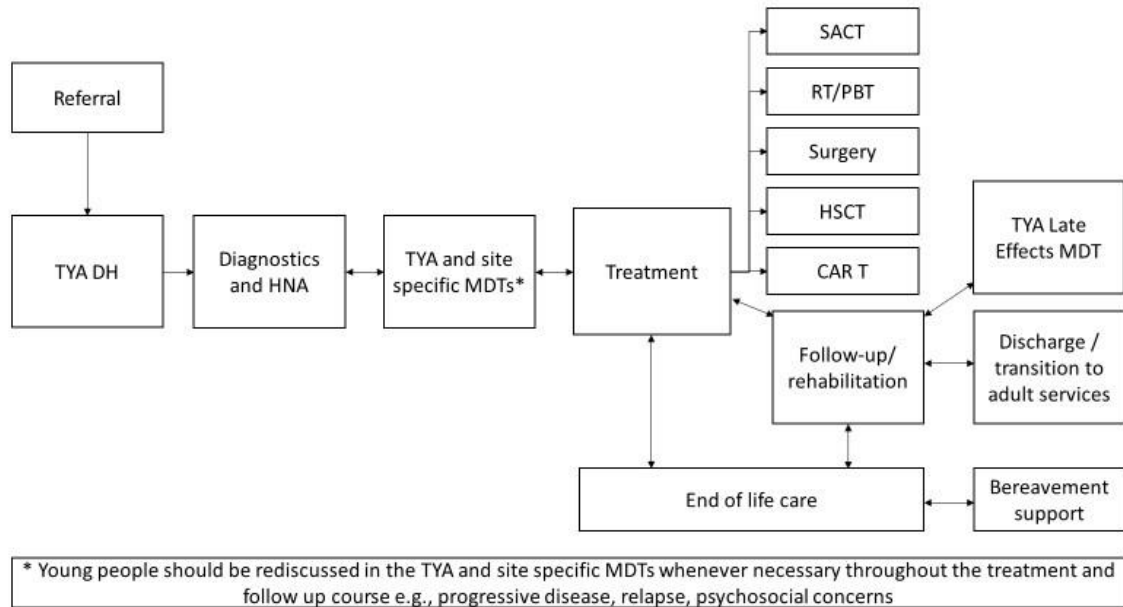 SACT
Referral
RT/PBT
Surgery
HSCT
TYA Late
Effects MDT
TYA DH
Diagnostics
and HNA
TYA and site
specific MDTs*
Treatment
CAR T
Follow-up/
rehabilitation
Discharge /
transition to
adult services
End of life care
Bereavement
support
* Young people should be rediscussed in the TYA and site specific MDTs whenever necessary throughout the treatment and
follow up course e.g., progressive disease, relapse, psychosocial concerns